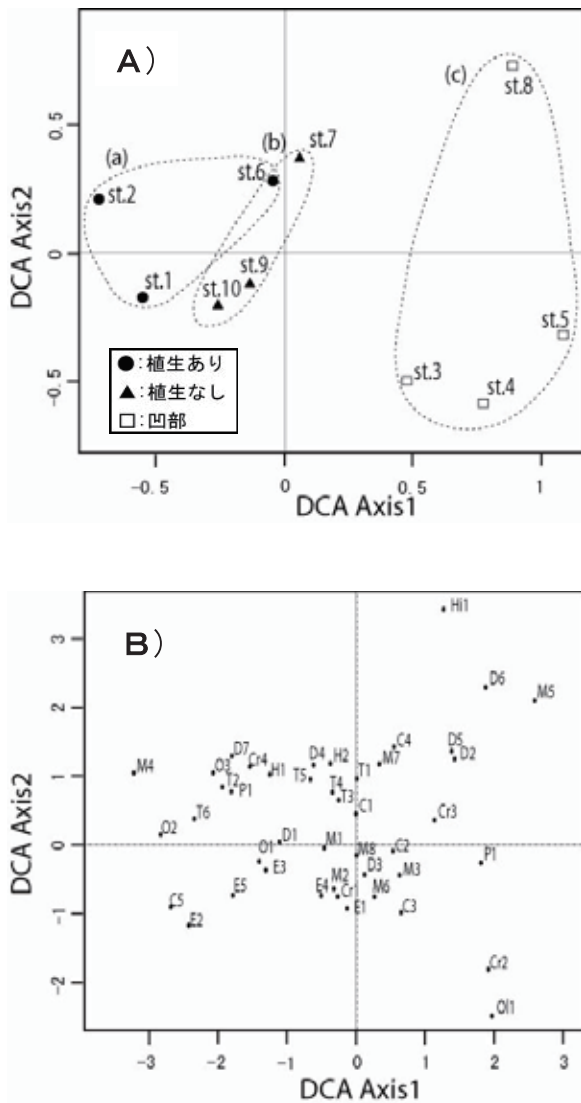 A)
(c)
st.8
0.5
(a)
(b)
st.7
st.6
st.2
DCA Axis2
0
st.9
st.1
st.10
●:植生あり
▲:植生なし
□:凹部
st.5
st.3
st.4
-0.5
-0.5
0
0.5
1
DCA Axis1
B)
Hi1
3
D6
M5
2
D7
Cr4
D4
H2
C4
M7
D5
D2
M4
O3
H1
T5
T1
1
T2
P1
T4
T3
T6
C1
Cr3
O2
D1
M1
C2
DCA Axis2
0
O1
M8
P1
E3
D3
M3
E5
E4
M2
Cr1
M6
C5
E1
C3
-1
E2
Cr2
-2
Ol1
-3
-2
-1
0
1
2
3
DCA Axis1